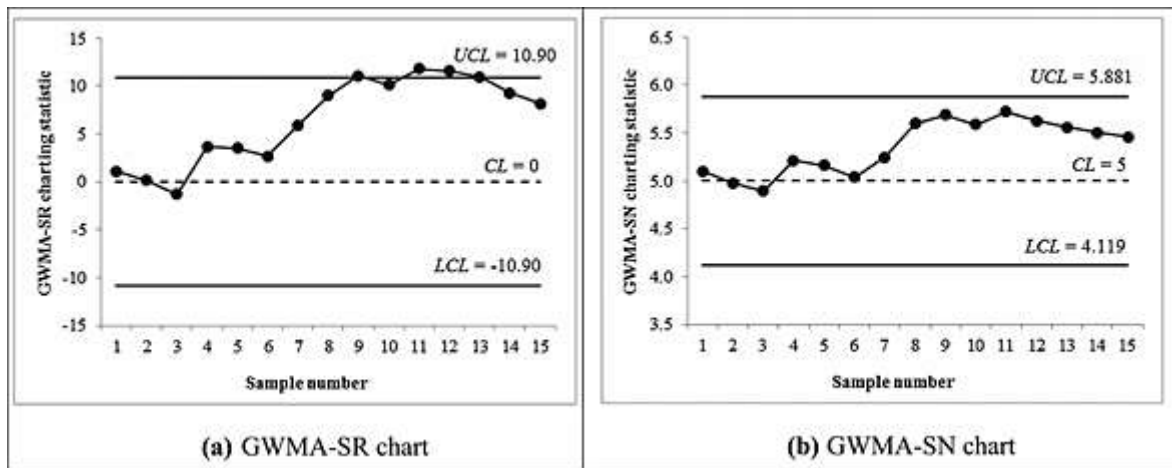 15
10
5
0
-5
-10
-15
GWMA-SR charting statistic
UCL = 10.90
CL = 0
LCL = -10.90
1 2 3 4 5 6 7 8 9 10 11 12 13 14 15
Sample number
(a) GWMA-SR chart
6.5
6.0
5.5
5.0
4.5
4.0
3.5
GWMA-SN charting statistic
UCL = 5.881
CL = 5
LCL = 4.119
1 2 3 4 5 6 7 8 9 10 11 12 13 14 15
Sample number
(b) GWMA-SN chart